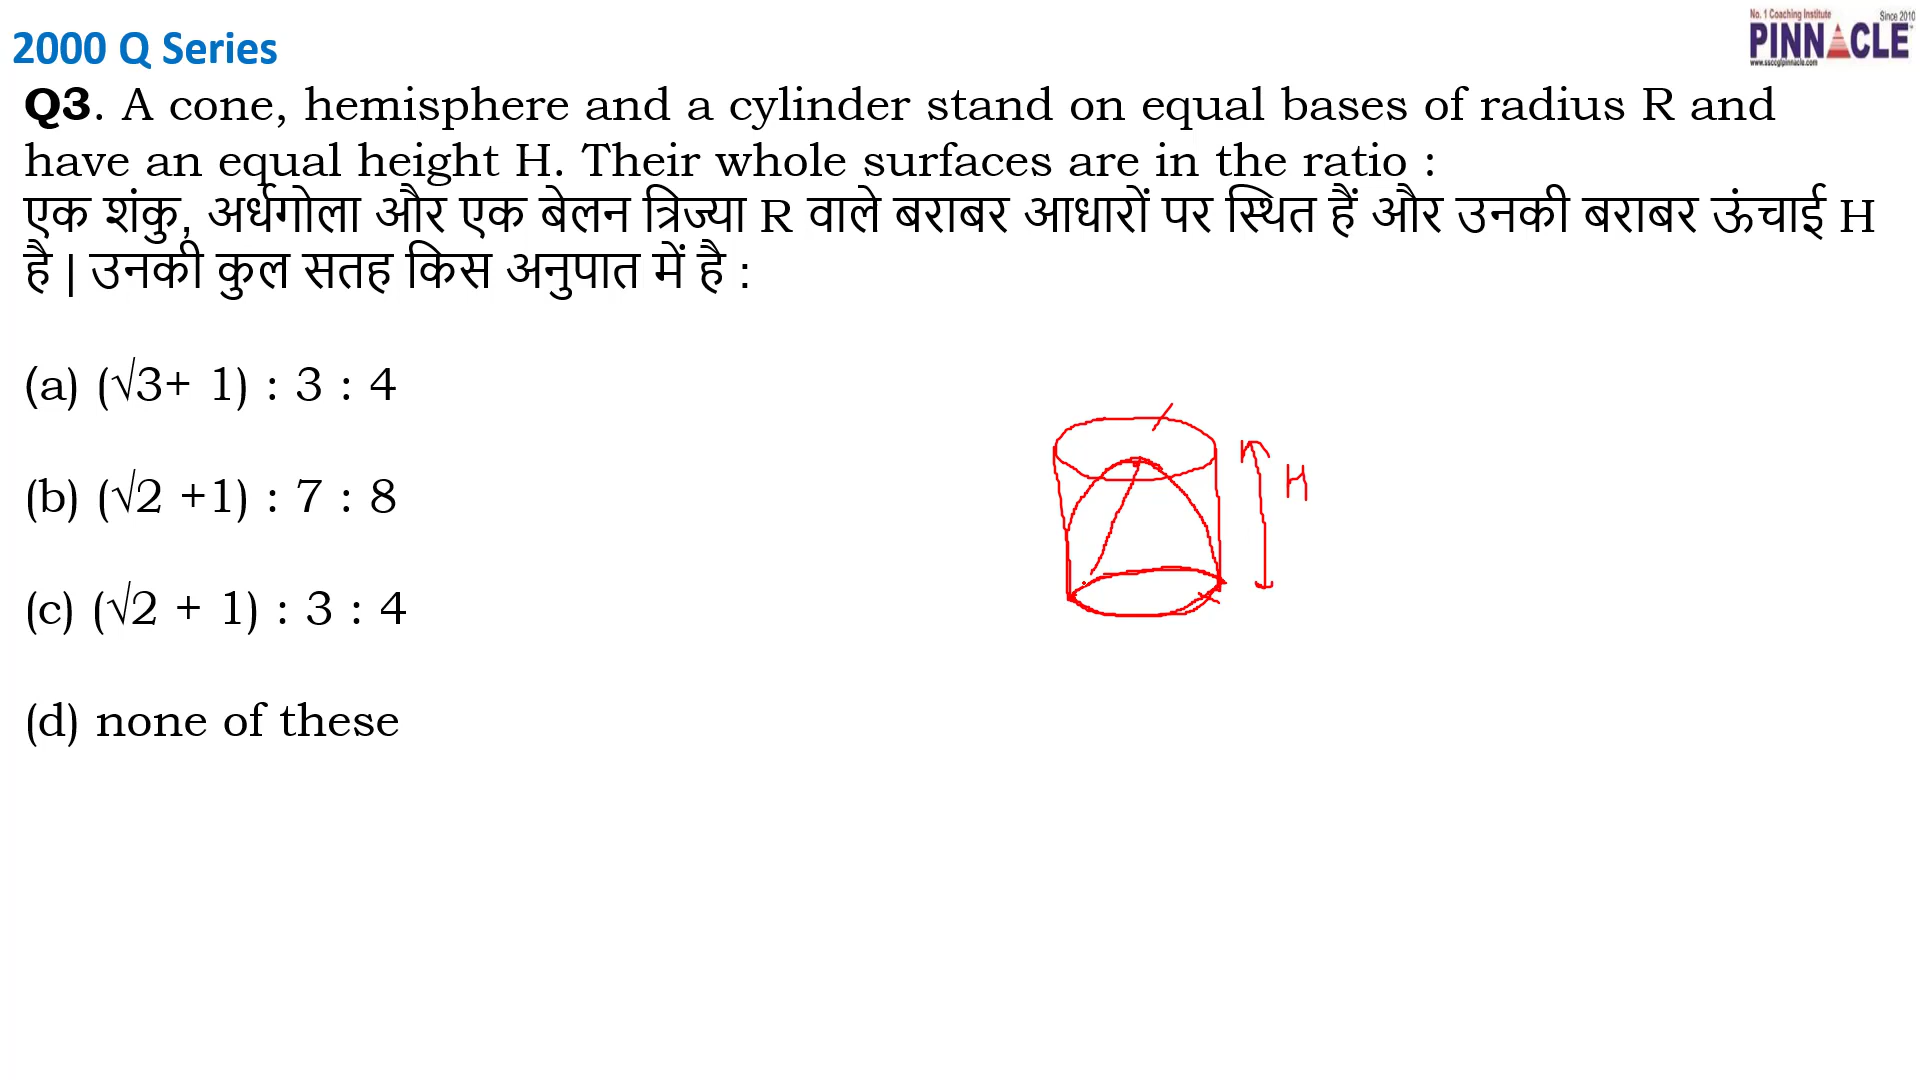 No. 1 Coaching Institute Since 2010
2000 Q Series
PINNACLE
www.ssccglpinnacle.com
Q3. A cone, hemisphere and a cylinder stand on equal bases of radius R and
have an equal height H. Their whole surfaces are in the ratio :
एक शंकु, अर्धगोला और एक बेलन त्रिज्या R वाले बराबर आधारों पर स्थित हैं और उनकी बराबर ऊंचाई H
है | उनकी कुल सतह किस अनुपात में है :
(a) (√3+ 1) : 3 : 4
H
(b) (√2 +1) : 7 : 8
(c) (√2 + 1) : 3 : 4
(d) none of these